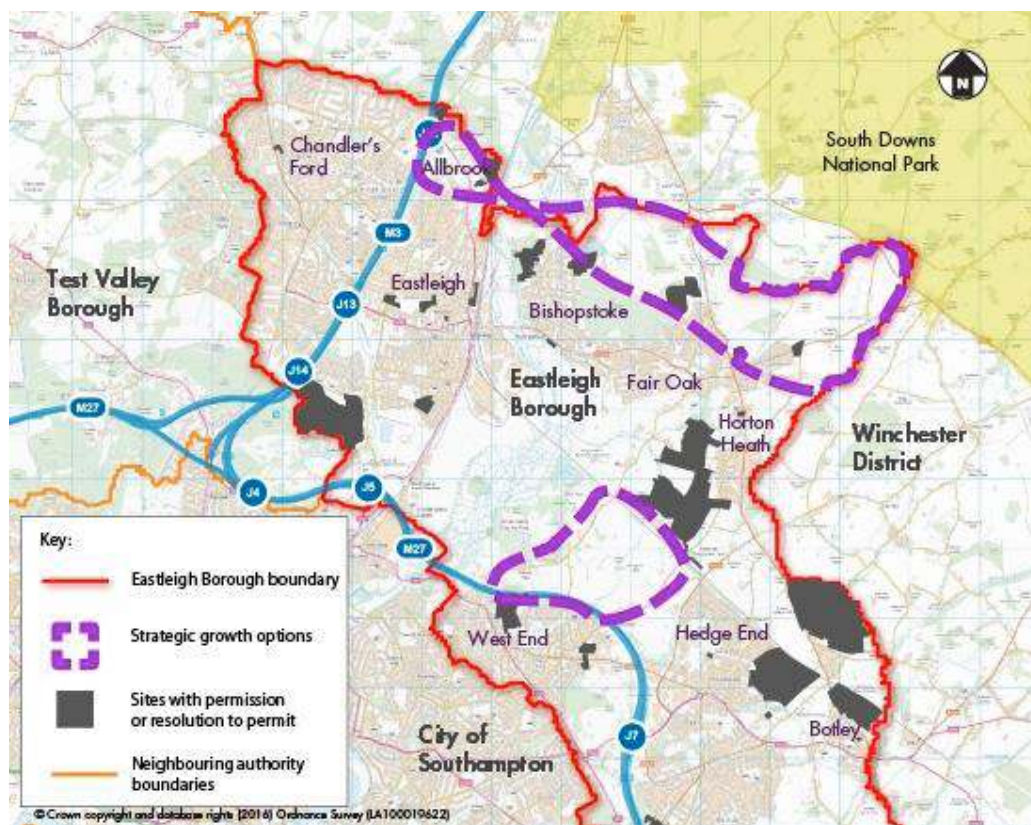 N
South Downs
National Park
Chandler's
Ford
Allbrook
M3
Test Valley
Borough
Eastleigh
J13
Bishopstoke
J14
Eastleigh
Borough
Fair Oak
M27
Horton
Heath
Winchester
District
J4
J5
M27
West End
Hedge End
J7
Botley
City of
Southampton
Key:
Eastleigh Borough boundary
Strategic growth options
Sites with permission
or resolution to permit
Neighbouring authority
boundaries
© Crown copyright and database rights (2016) Ordnance Survey (LA100019622)